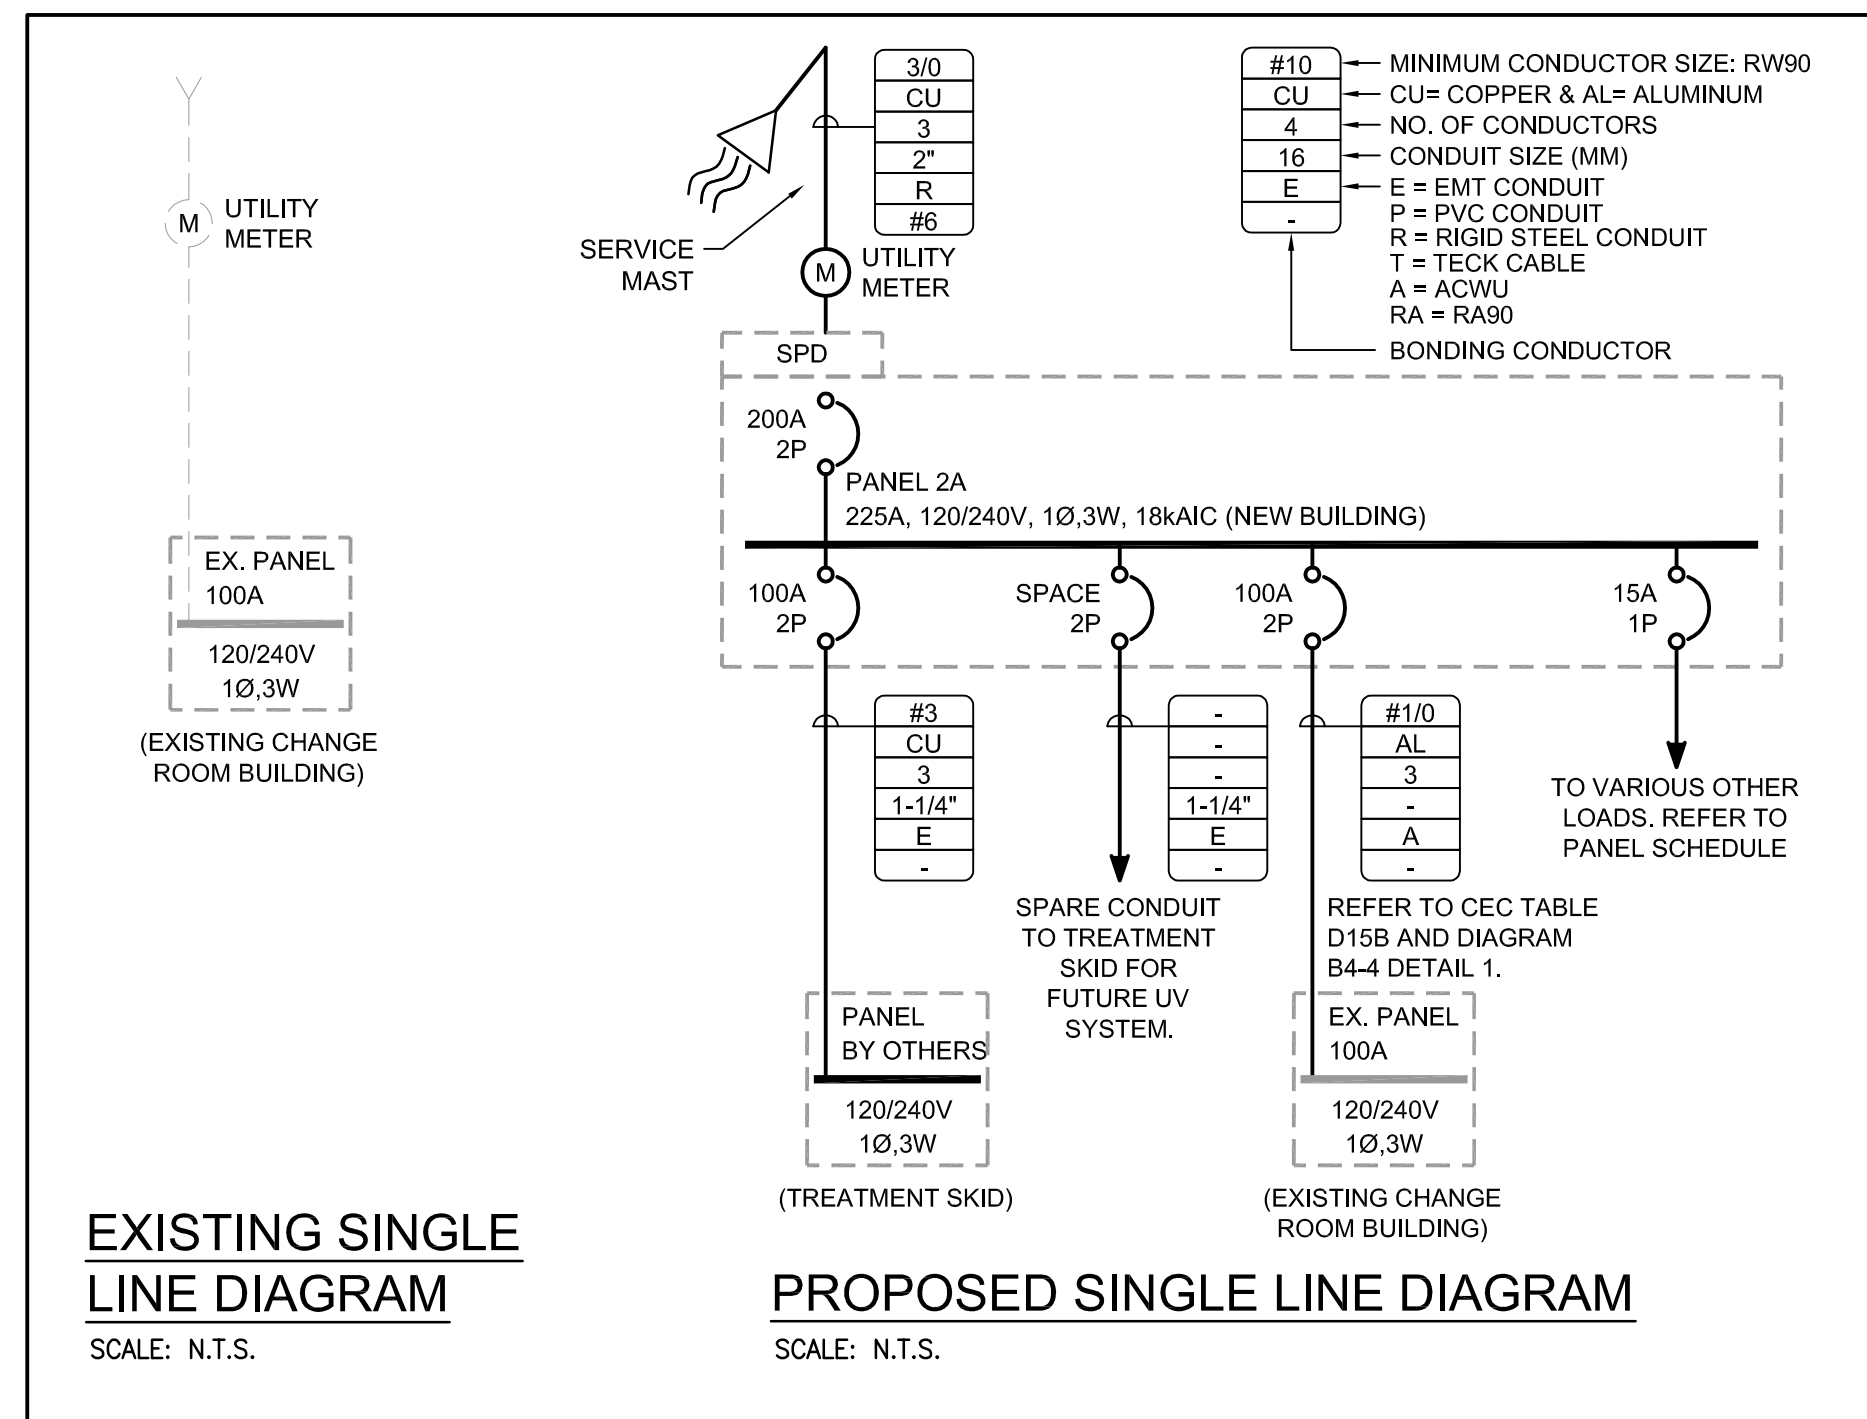 UTILITY
METER
M
EX. PANEL
100A
120/240V
1Ø,3W
(EXISTING CHANGE
ROOM BUILDING)
EXISTING SINGLE
LINE DIAGRAM
SCALE: N.T.S.
3/0
CU
3
2"
R
#6
SERVICE
MAST
M
UTILITY
METER
#10
CU
4
16
E
-
MINIMUM CONDUCTOR SIZE: RW90
CU= COPPER & AL= ALUMINUM
NO. OF CONDUCTORS
CONDUIT SIZE (MM)
E = EMT CONDUIT
P = PVC CONDUIT
R = RIGID STEEL CONDUIT
T = TECK CABLE
A = ACWU
RA = RA90
BONDING CONDUCTOR
SPD
200A
2P
PANEL 2A
225A, 120/240V, 1Ø,3W, 18kAIC (NEW BUILDING)
100A
2P
SPACE
2P
100A
2P
15A
1P
#3
CU
3
1-1/4"
E
-
-
-
-
1-1/4"
E
-
#1/0
AL
3
-
A
-
TO VARIOUS OTHER
LOADS. REFER TO
PANEL SCHEDULE
SPARE CONDUIT
TO TREATMENT
SKID FOR
FUTURE UV
SYSTEM.
REFER TO CEC TABLE
D15B AND DIAGRAM
B4-4 DETAIL 1.
PANEL
BY OTHERS
120/240V
1Ø,3W
(TREATMENT SKID)
EX. PANEL
100A
120/240V
1Ø,3W
(EXISTING CHANGE
ROOM BUILDING)
PROPOSED SINGLE LINE DIAGRAM
SCALE: N.T.S.